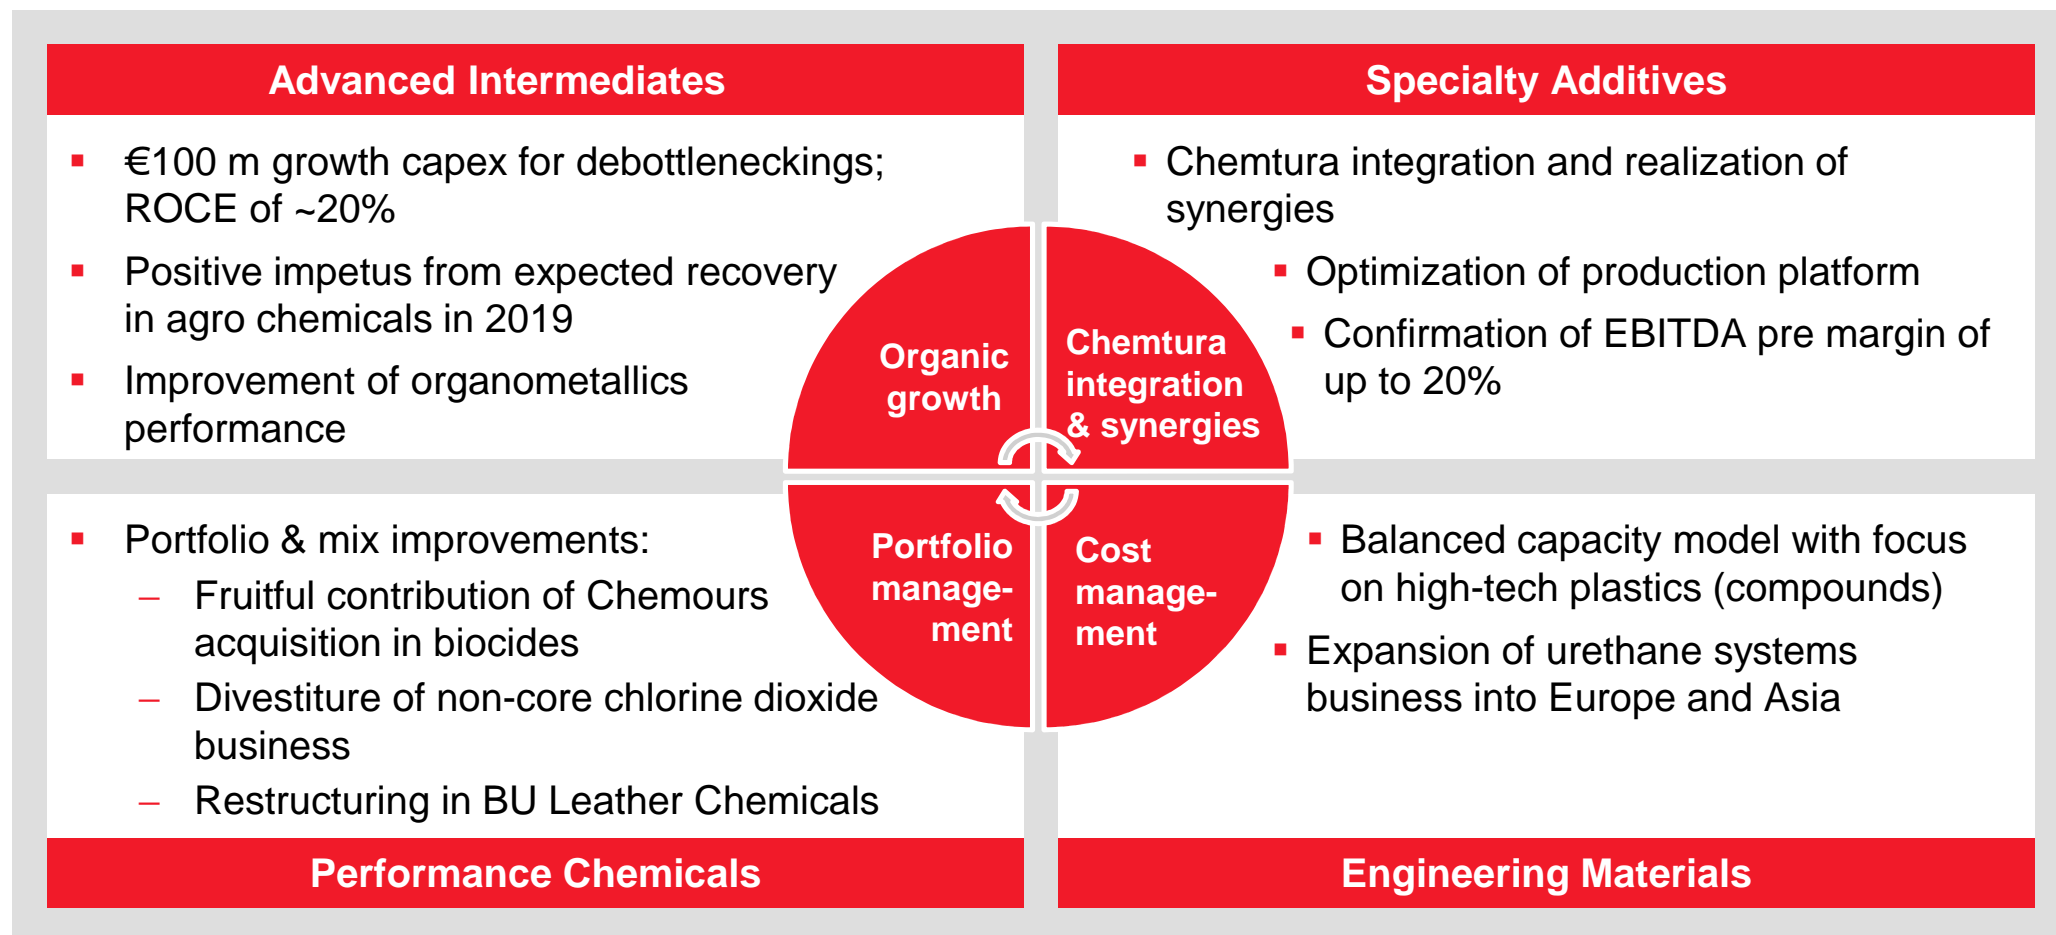 Advanced Intermediates
▪ €100 m growth capex for debottleneckings;
ROCE of ~20%
▪ Positive impetus from expected recovery
in agro chemicals in 2019
▪ Improvement of organometallics
performance
Specialty Additives
▪ Chemtura integration and realization of
synergies
▪ Optimization of production platform
▪ Confirmation of EBITDA pre margin of
up to 20%
Organic
growth
Chemtura
integration
& synergies
Portfolio
manage-
ment
Cost
manage-
ment
▪ Portfolio & mix improvements:
– Fruitful contribution of Chemours
acquisition in biocides
– Divestiture of non-core chlorine dioxide
business
– Restructuring in BU Leather Chemicals
Performance Chemicals
▪ Balanced capacity model with focus
on high-tech plastics (compounds)
▪ Expansion of urethane systems
business into Europe and Asia
Engineering Materials